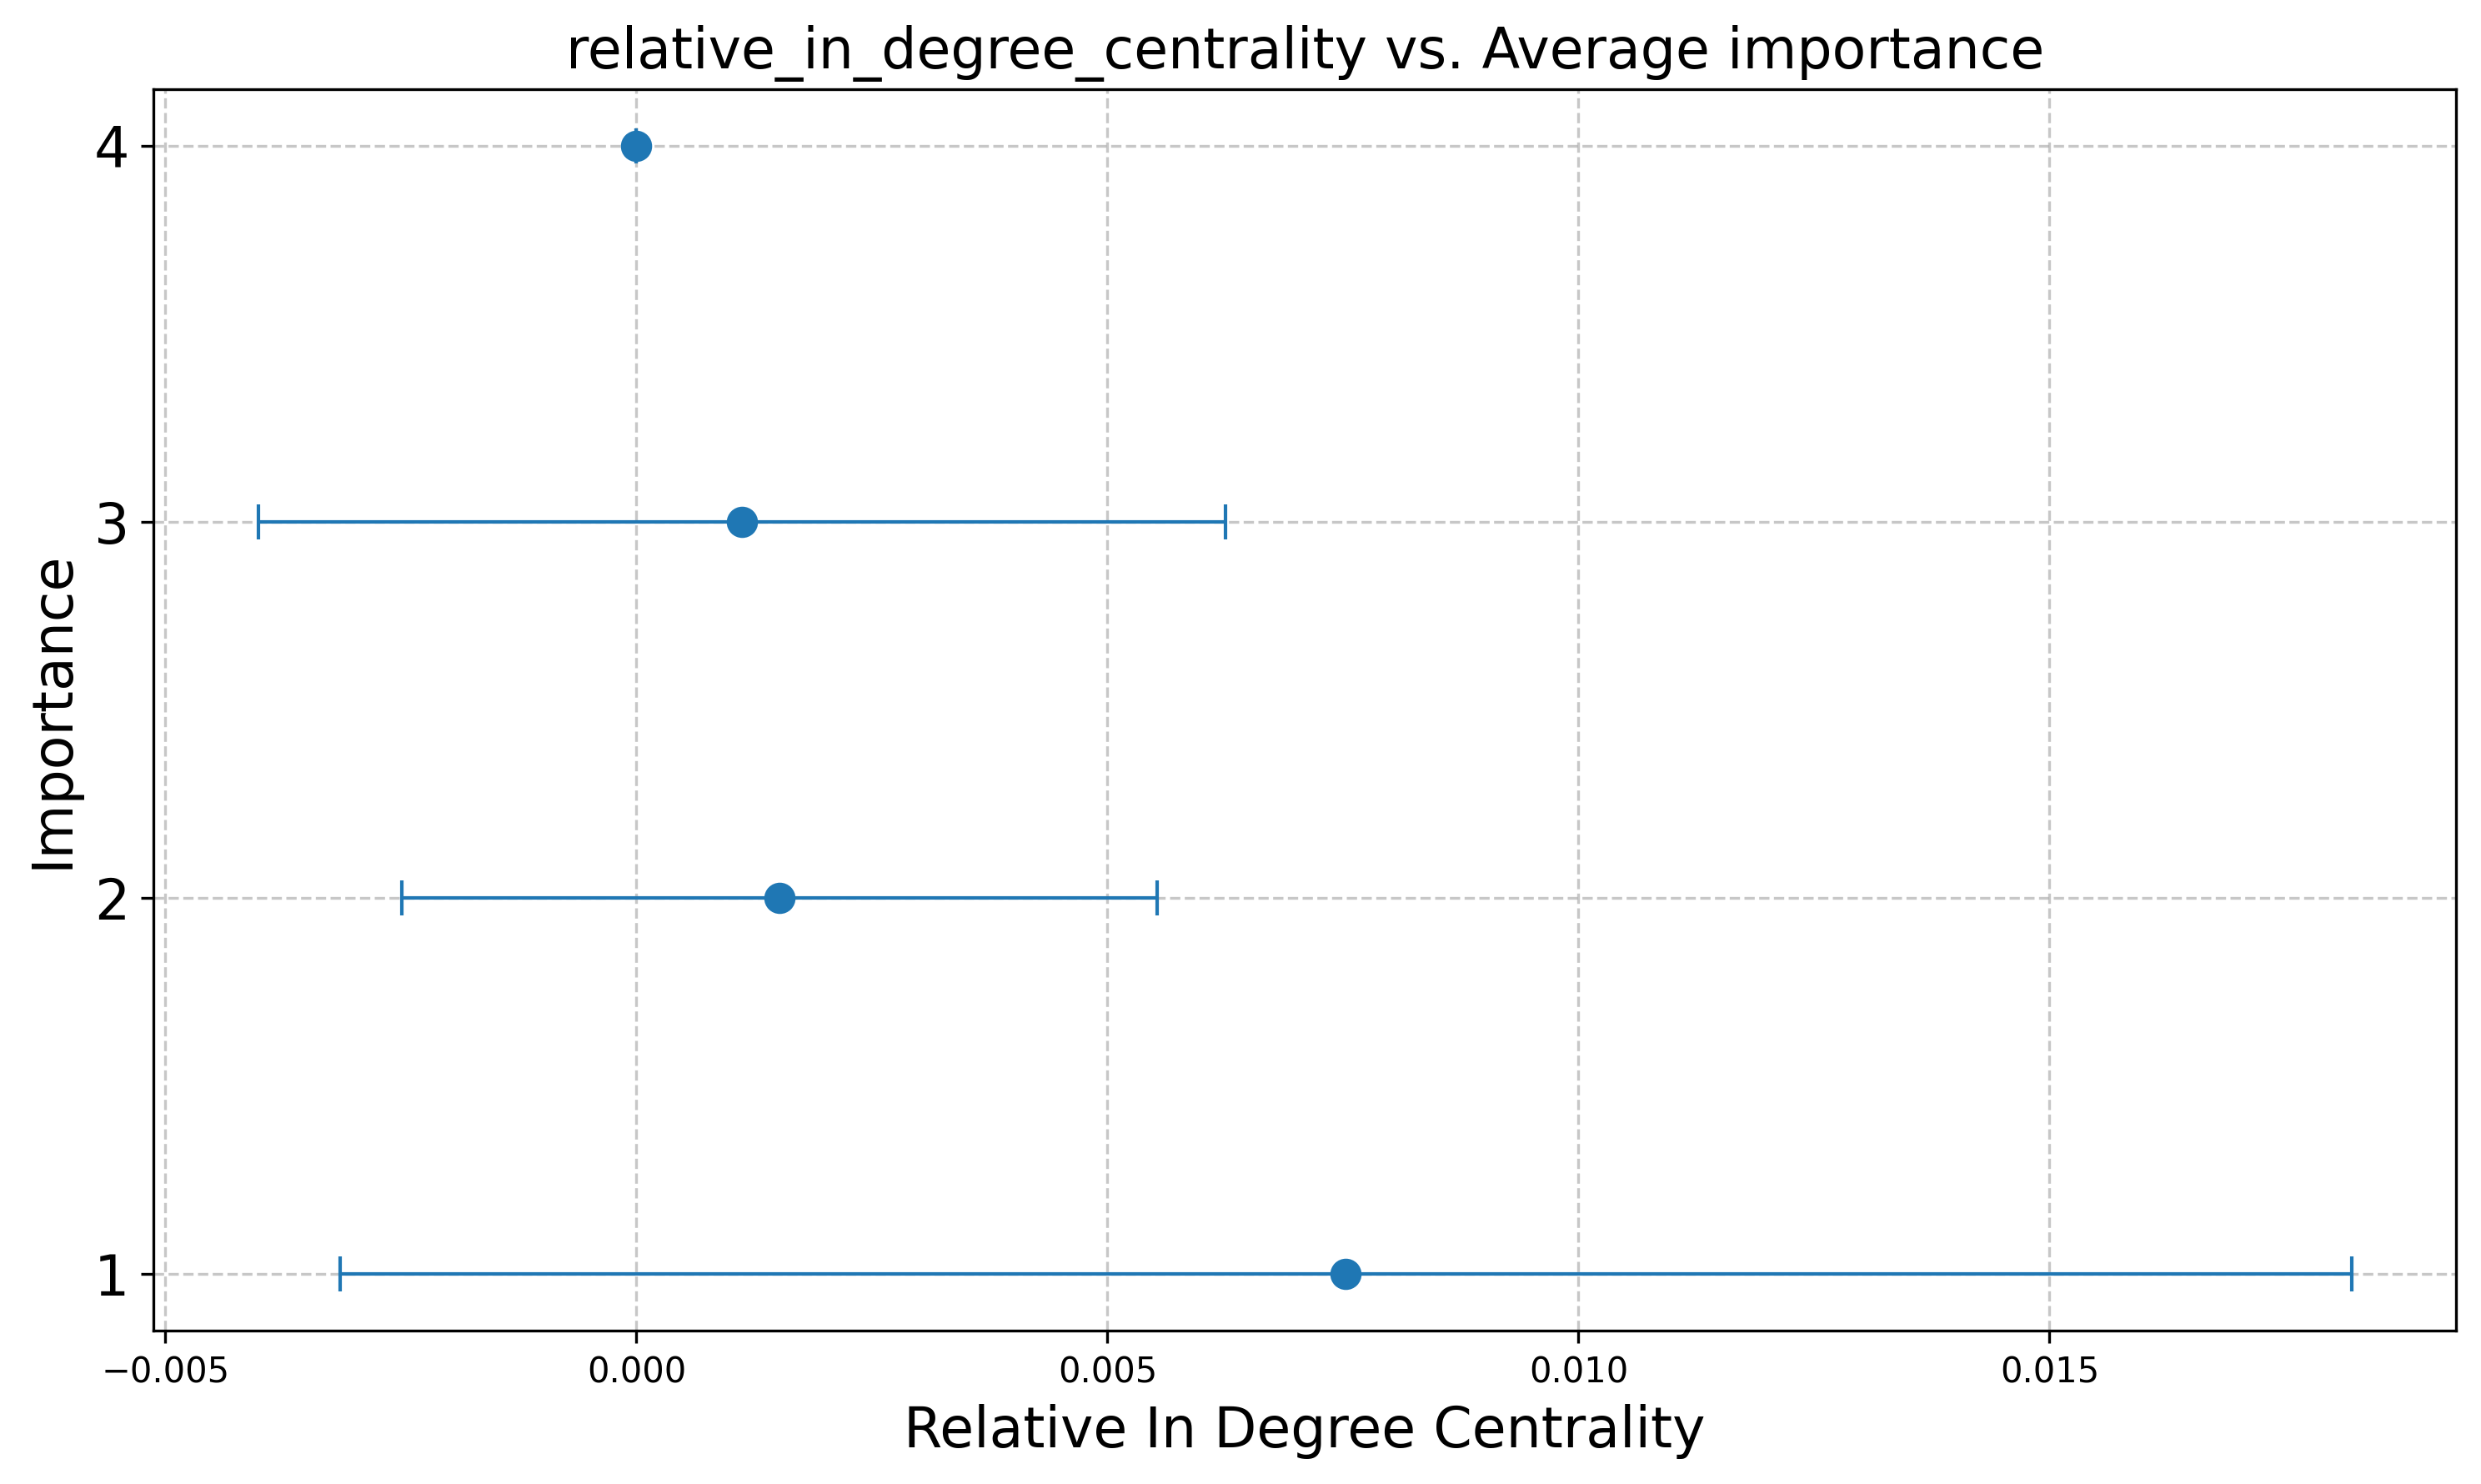 relative_in_degree_centrality vs. Average importance
4
3
2
1
Importance
−0.005 0.000 0.005 0.010 0.015
Relative In Degree Centrality